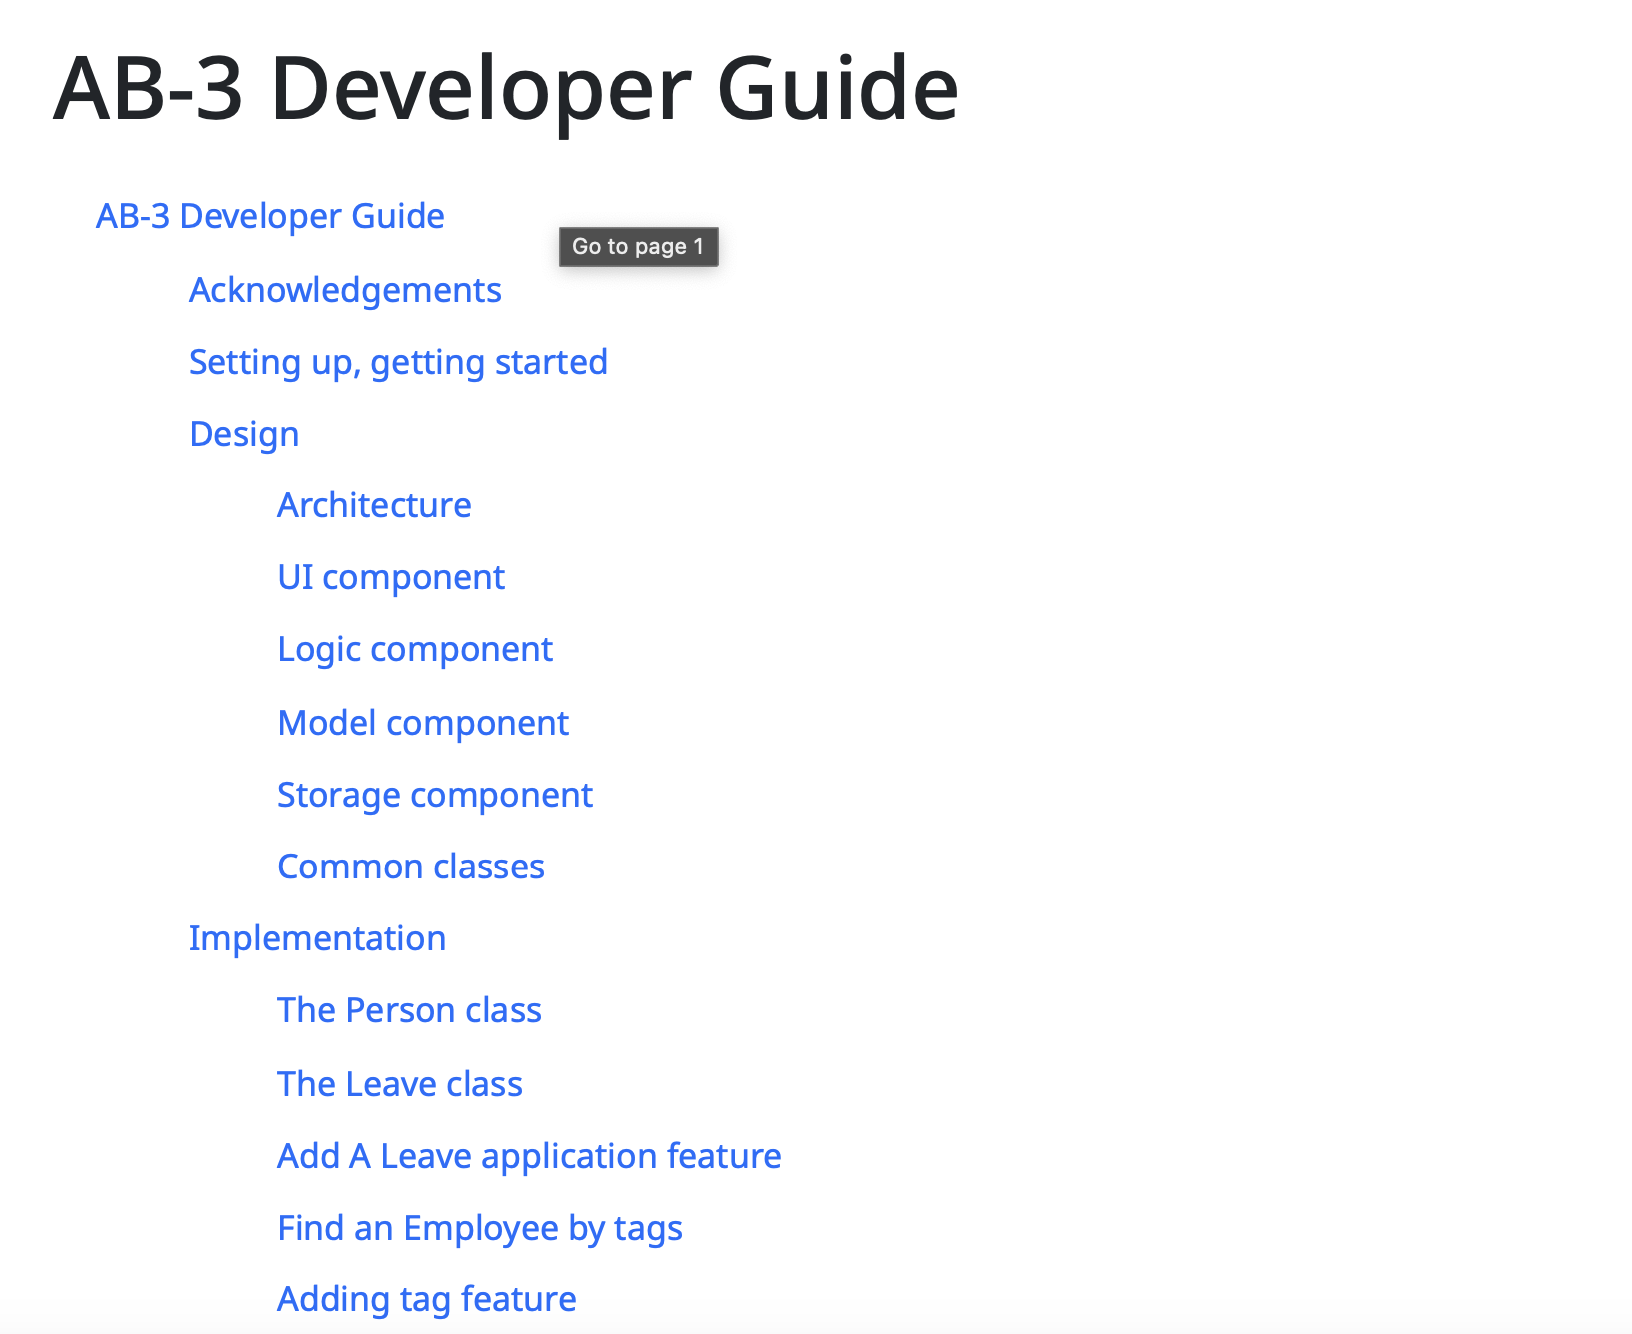 AB-3 Developer Guide
AB-3 Developer Guide
Go to page 1
Acknowledgements
Setting up, getting started
Design
Architecture
UI component
Logic component
Model component
Storage component
Common classes
Implementation
The Person class
The Leave class
Add A Leave application feature
Find an Employee by tags
Adding tag feature